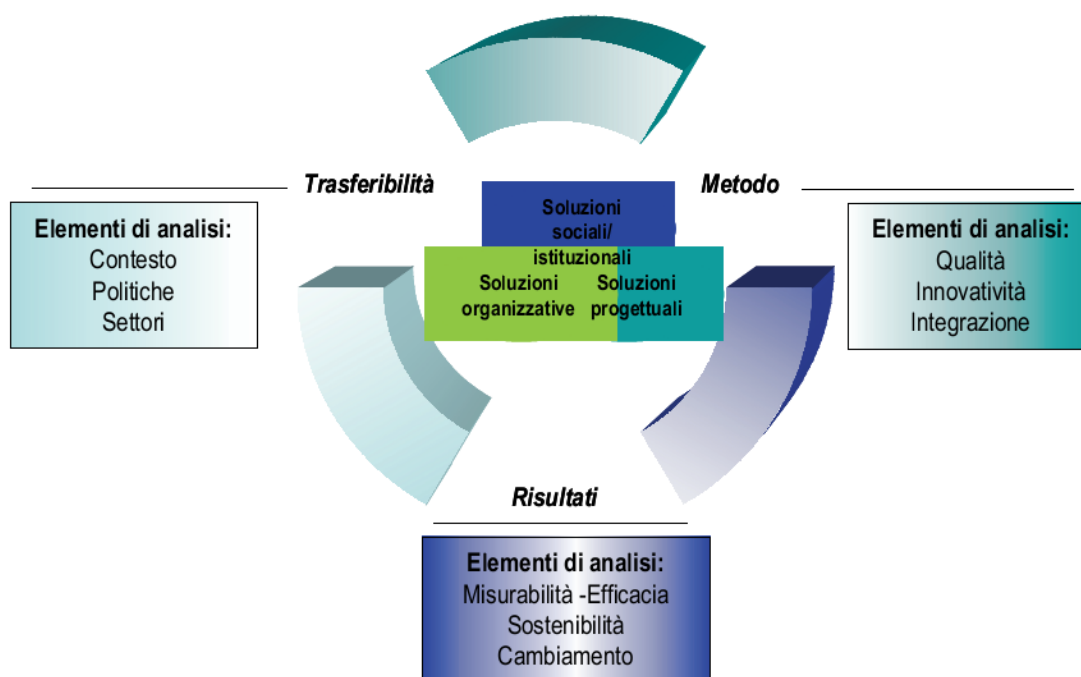 Trasferibilità
Metodo
Elementi di analisi:
Contesto
Politiche
Settori
Soluzioni
sociali/
istituzionali
Soluzioni
organizzative
Soluzioni
progettuali
Elementi di analisi:
Qualità
Innovatività
Integrazione
Risultati
Elementi di analisi:
Misurabilità -Efficacia
Sostenibilità
Cambiamento